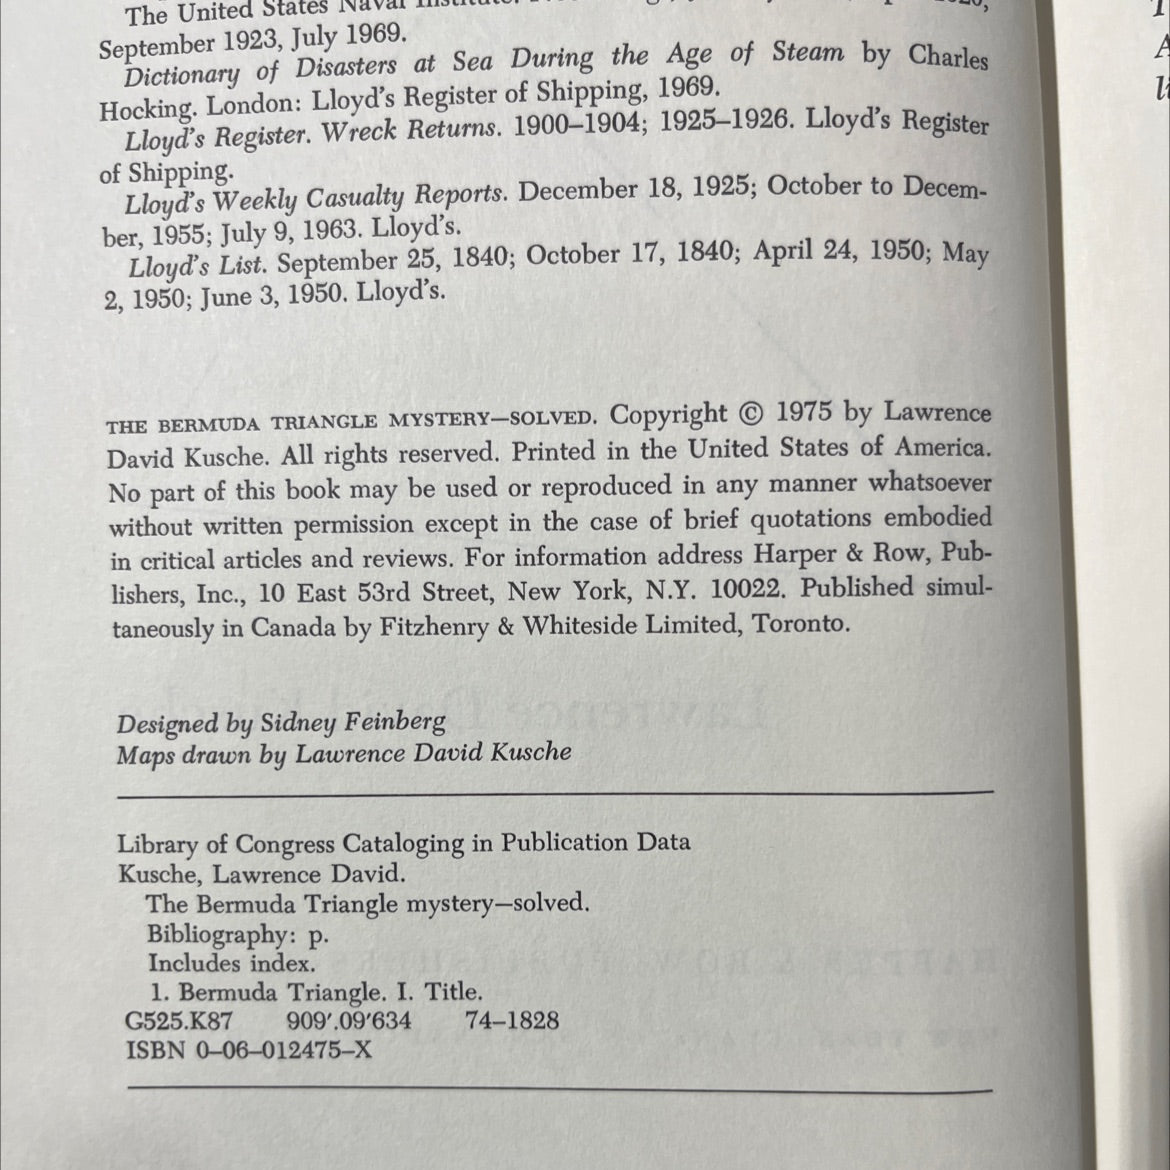 The United States Naval
September 1923, July 1969.
Dictionary of Disasters at Sea During the Age of Steam by Charles
Hocking. London: Lloyd's Register of Shipping, 1969.
Lloyd's Register. Wreck Returns. 1900–1904; 1925–1926. Lloyd's Register
of Shipping.
Lloyd's Weekly Casualty Reports. December 18, 1925; October to Decem-
ber, 1955; July 9, 1963. Lloyd's.
Lloyd's List. September 25, 1840; October 17, 1840; April 24, 1950; May
2, 1950; June 3, 1950. Lloyd's.
THE BERMUDA TRIANGLE MYSTERY—SOLVED. Copyright © 1975 by Lawrence
David Kusche. All rights reserved. Printed in the United States of America.
No part of this book may be used or reproduced in any manner whatsoever
without written permission except in the case of brief quotations embodied
in critical articles and reviews. For information address Harper & Row, Pub-
lishers, Inc., 10 East 53rd Street, New York, N.Y. 10022. Published simul-
taneously in Canada by Fitzhenry & Whiteside Limited, Toronto.
Designed by Sidney Feinberg
Maps drawn by Lawrence David Kusche
Library of Congress Cataloging in Publication Data
Kusche, Lawrence David.
The Bermuda Triangle mystery—solved.
Bibliography: p.
Includes index.
1. Bermuda Triangle. I. Title.
G525.K87 909'.09'634 74–1828
ISBN 0–06–012475–X